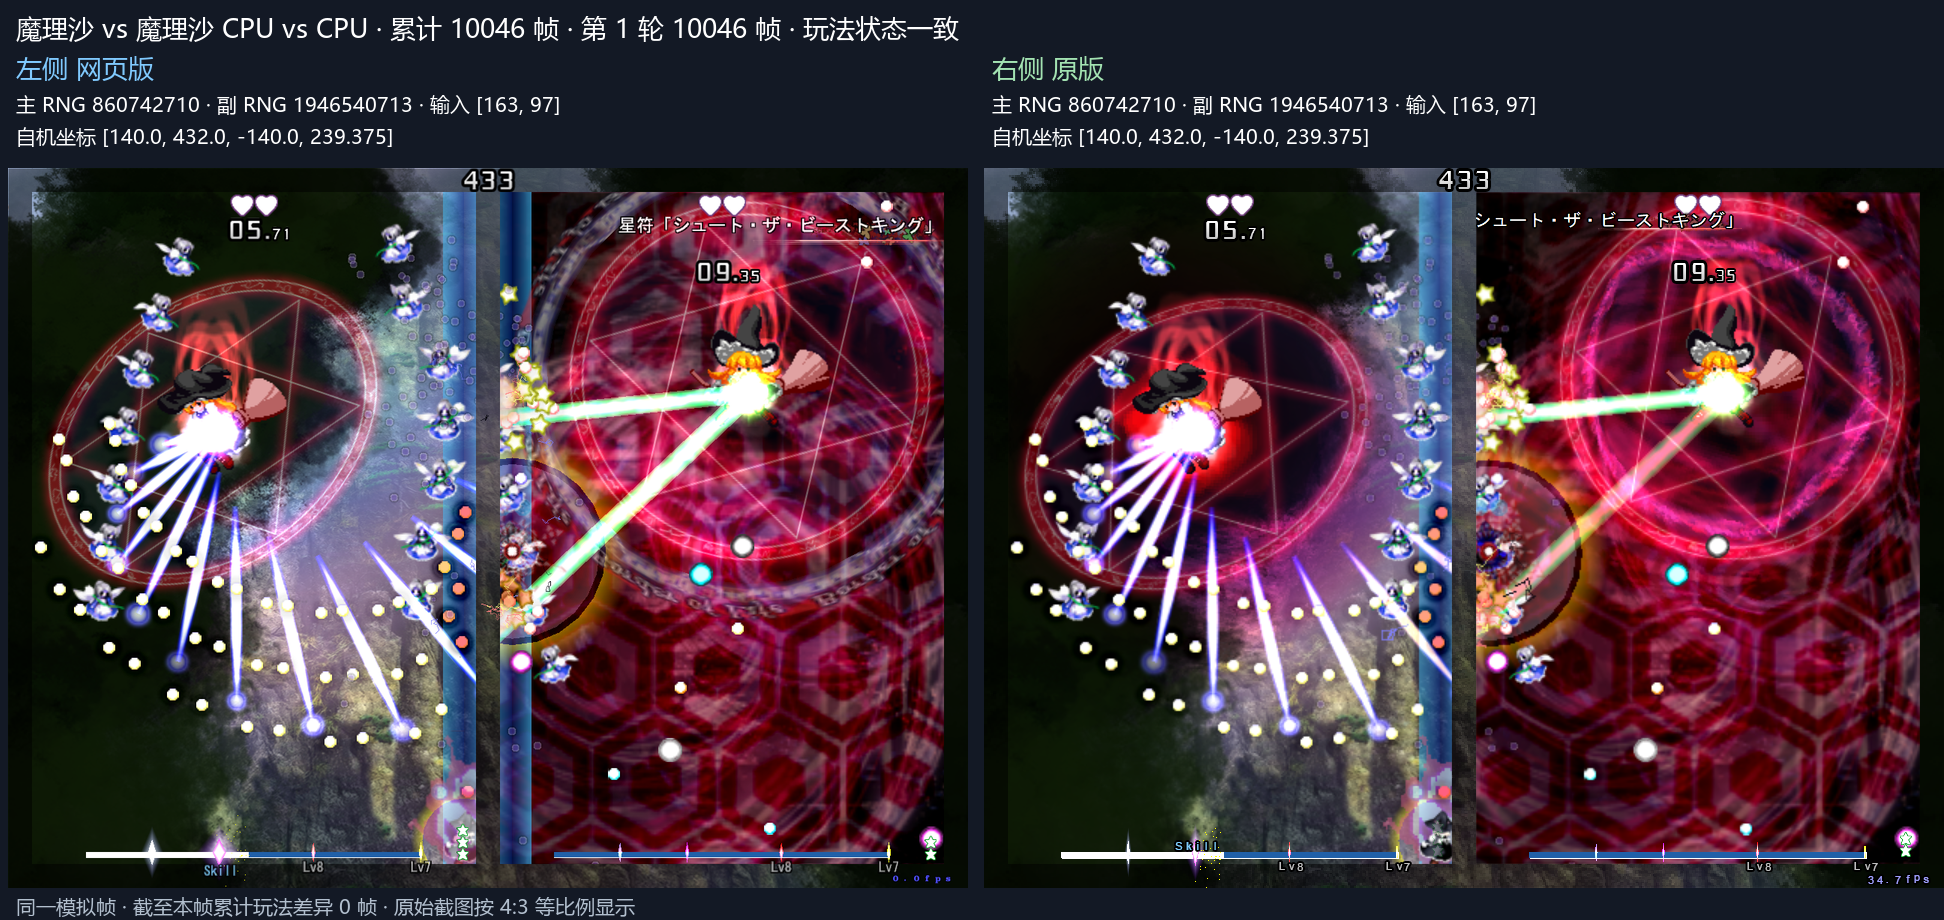 魔理沙 vs 魔理沙 CPU vs CPU · 累计 10046 帧 · 第 1 轮 10046 帧 · 玩法状态一致
左侧 网页版
主 RNG 860742710 · 副 RNG 1946540713 · 输入 [163, 97]
自机坐标 [140.0, 432.0, -140.0, 239.375]
右侧 原版
主 RNG 860742710 · 副 RNG 1946540713 · 输入 [163, 97]
自机坐标 [140.0, 432.0, -140.0, 239.375]
433
05.71
星符「シュート・ザ・ビーストキング」
09.35
Skill
Lv8
Lv7
Lv8
Lv7
0.0fps
433
05.71
シュート・ザ・ビーストキング」
09.35
Skill
Lv8
Lv7
Lv8
Lv7
34.7fps
同一模拟帧 · 截至本帧累计玩法差异 0 帧 · 原始截图按 4:3 等比例显示